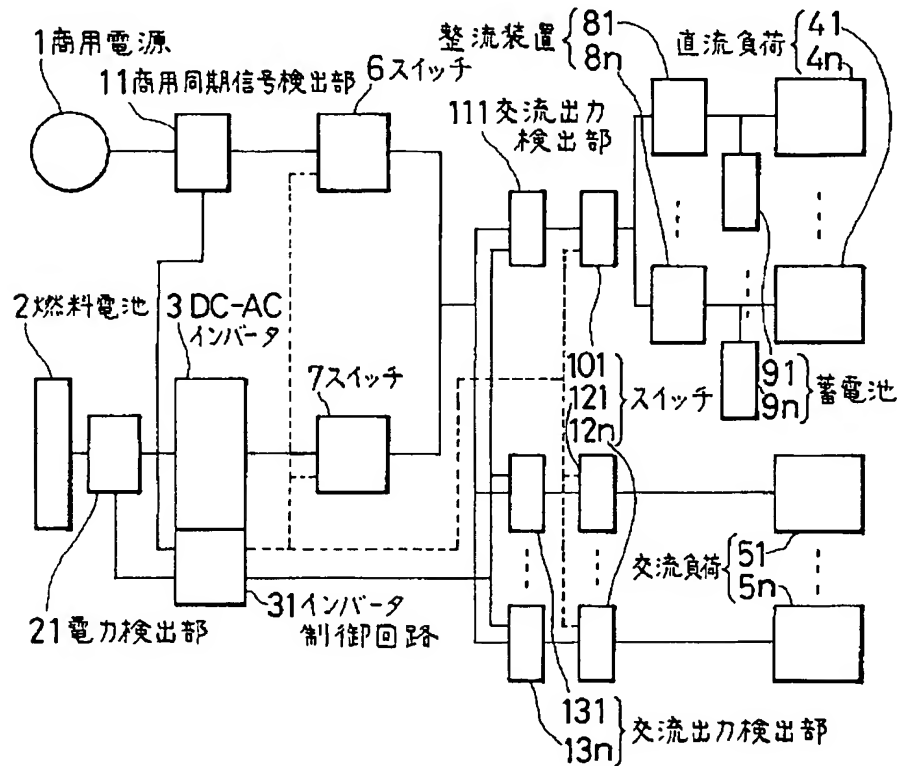 1商用電源
11商用同期信号検出部
6スイッチ
111交流出力
検出部
整流装置
81
8n
直流負荷
41
4n
2燃料電池
3 DC-AC
インバータ
7スイッチ
101
121
12n
スイッチ
91
9n
蓄電池
21電力検出部
31インバータ
制御回路
交流負荷
51
5n
131
13n
交流出力検出部